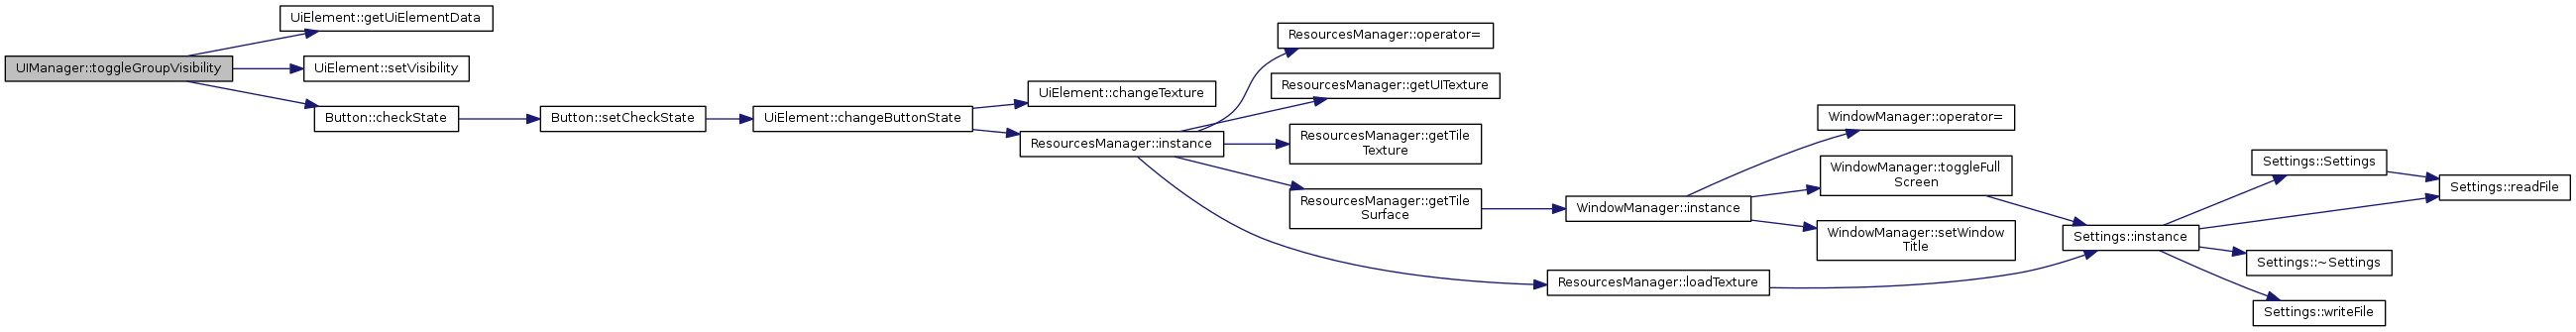 UIManager::toggleGroupVisibility
UiElement::getUiElementData
UiElement::setVisibility
Button::checkState
Button::setCheckState
UiElement::changeButtonState
UiElement::changeTexture
ResourcesManager::instance
ResourcesManager::operator=
ResourcesManager::getUITexture
ResourcesManager::getTile
Texture
ResourcesManager::getTile
Surface
ResourcesManager::loadTexture
WindowManager::instance
WindowManager::operator=
WindowManager::toggleFull
Screen
WindowManager::setWindow
Title
Settings::instance
Settings::Settings
Settings::readFile
Settings::~Settings
Settings::writeFile